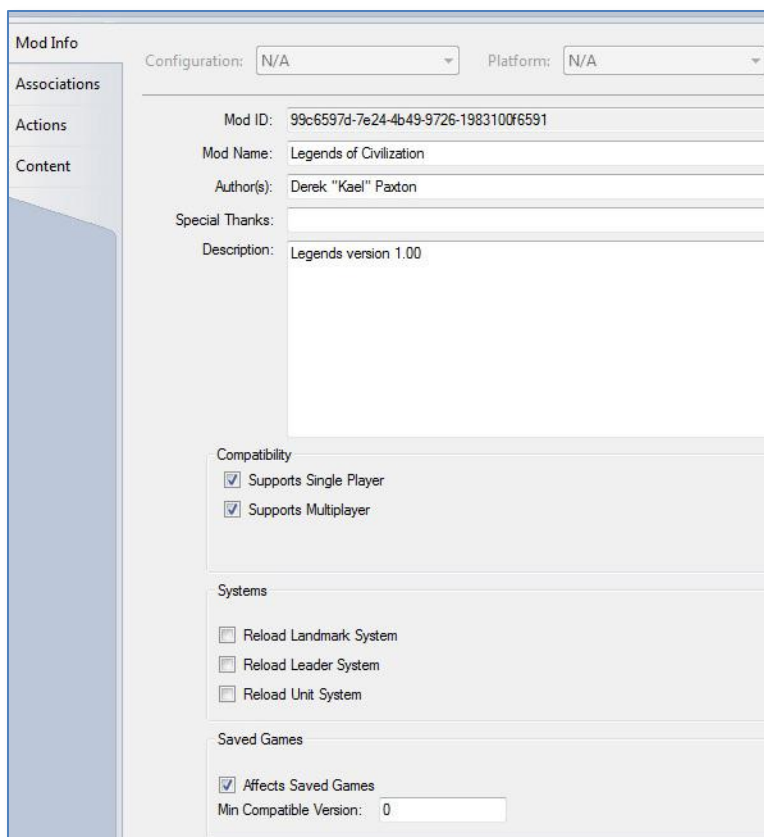 Mod Info
Associations
Actions
Content
Configuration: N/A Platform: N/A
Mod ID: 99c6597d-7e24-4b49-9726-1983100f6591
Mod Name: Legends of Civilization
Author(s): Derek "Kael" Paxton
Special Thanks:
Description: Legends version 1.00
Compatibility
Supports Single Player
Supports Multiplayer
Systems
Reload Landmark System
Reload Leader System
Reload Unit System
Saved Games
Affects Saved Games
Min Compatible Version: 0